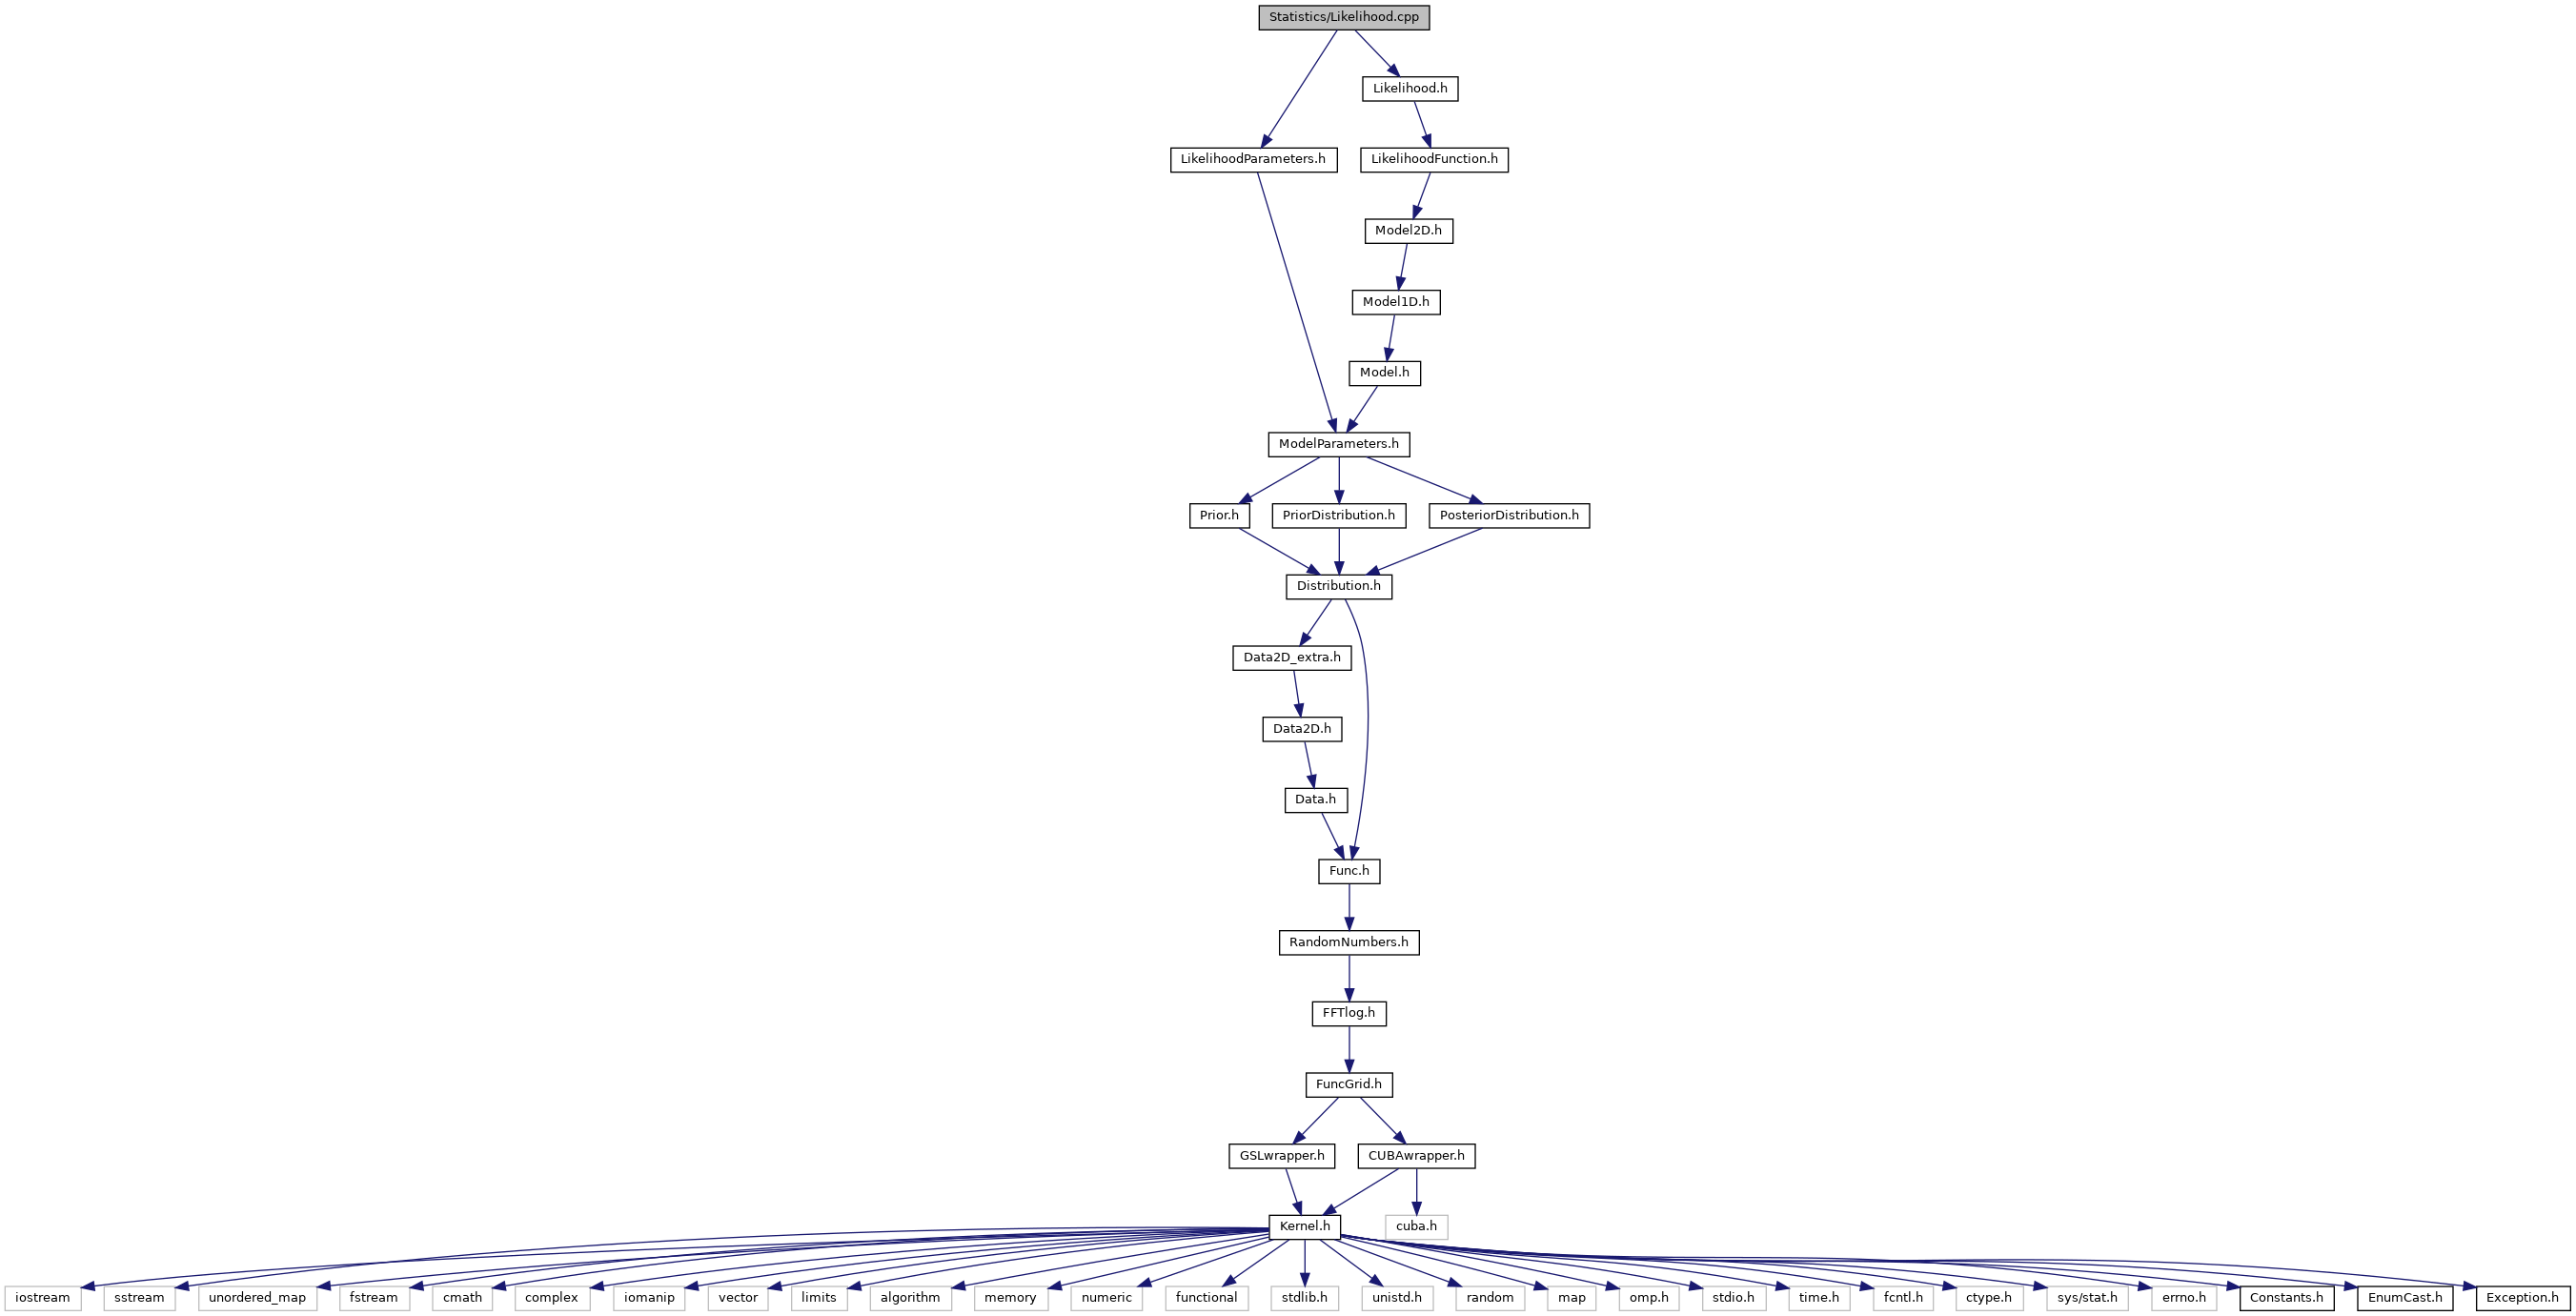 Statistics/Likelihood.cpp
Likelihood.h
LikelihoodParameters.h
LikelihoodFunction.h
Model2D.h
Model1D.h
Model.h
ModelParameters.h
Prior.h
PriorDistribution.h
PosteriorDistribution.h
Distribution.h
Data2D_extra.h
Data2D.h
Data.h
Func.h
RandomNumbers.h
FFTlog.h
FuncGrid.h
GSLwrapper.h
CUBAwrapper.h
Kernel.h
cuba.h
iostream
sstream
unordered_map
fstream
cmath
complex
iomanip
vector
limits
algorithm
memory
numeric
functional
stdlib.h
unistd.h
random
map
omp.h
stdio.h
time.h
fcntl.h
ctype.h
sys/stat.h
errno.h
Constants.h
EnumCast.h
Exception.h